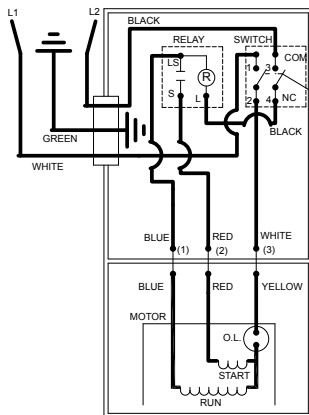 L1
L2
BLACK
RELAY
SWITCH
LS
COM
1
3
R
S
L
2
4
NC
BLACK
GREEN
WHITE
BLUE
(1)
RED
(2)
WHITE
(3)
BLUE
RED
YELLOW
MOTOR
O.L.
START
RUN